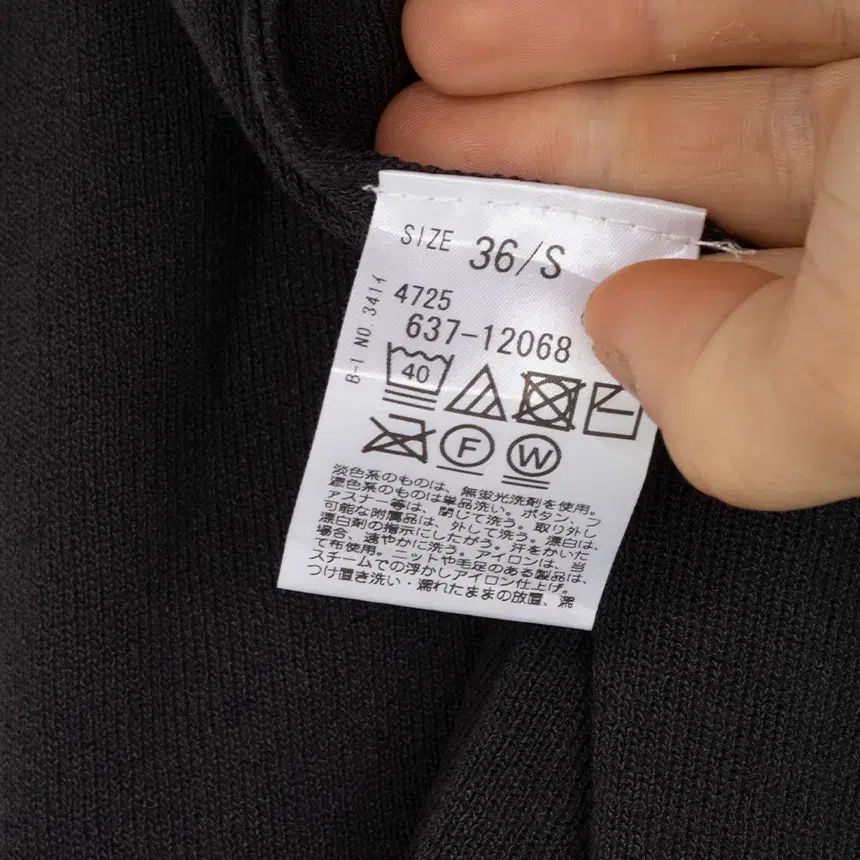 SIZE 36/S
B-1 NO. 3414
4725
637-12068
40
F W
淡色系のものは、無蛍光洗剤を使用。
濃色系のものは単品洗い。ボタン、フ
ァスナー等は、閉じて洗う。取り外し
可能な附属品は、外して洗う。漂白は、
漂白剤の指示にしたがう。汗をかいた
場合、速やかに洗う。アイロンは、当
て布使用。ニットや毛足のある製品は、
スチームでの浮かしアイロン仕上げ。
つけ置き洗い・濡れたままの放置、濡